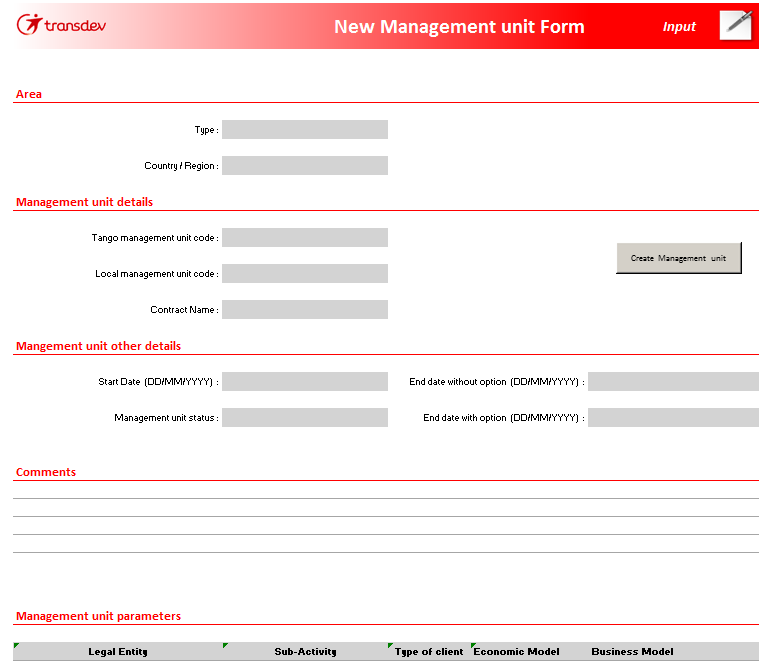 transdev New Management unit Form Input
Area
Type :
Country / Region :
Management unit details
Tango management unit code :
Local management unit code :
Create Management unit
Contract Name :
Mangement unit other details
Start Date (DD/MM/YYYY) : End date without option (DD/MM/YYYY) :
Management unit status : End date with option (DD/MM/YYYY) :
Comments
Management unit parameters
Legal Entity Sub-Activity Type of client Economic Model Business Model